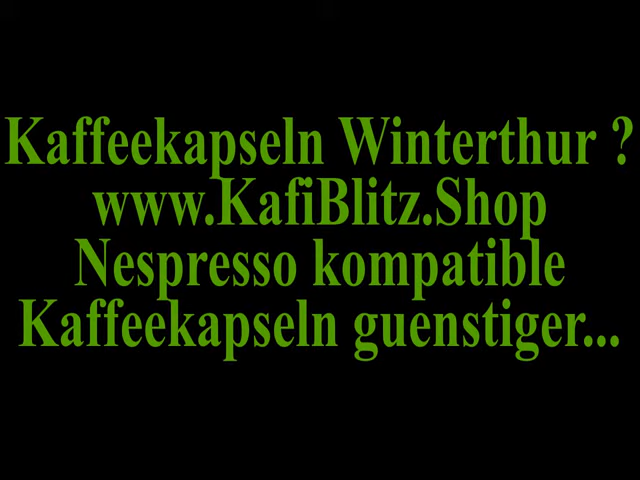 Kaffeekapseln Winterthur ?
www.KafiBlitz.Shop
Nespresso kompatible
Kaffeekapseln guenstiger...